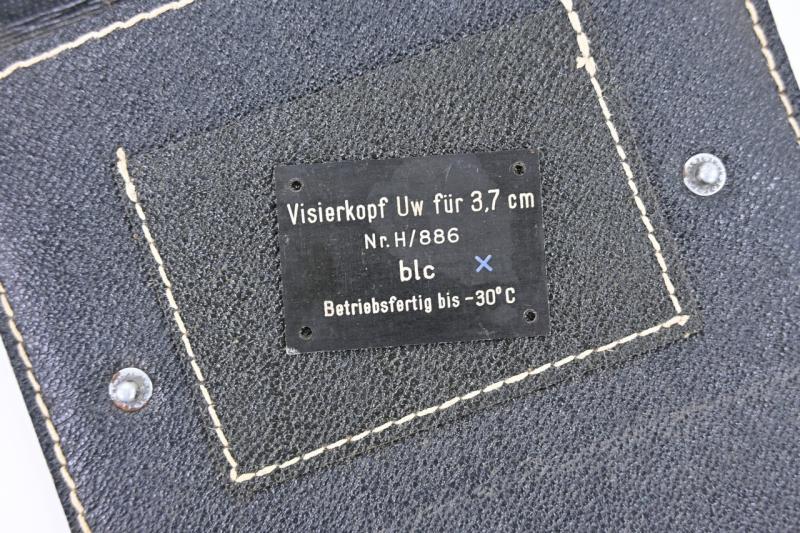 Visierkopf Uw für 3,7 cm
Nr. H/886
blc x
Betriebsfertig bis -30° C